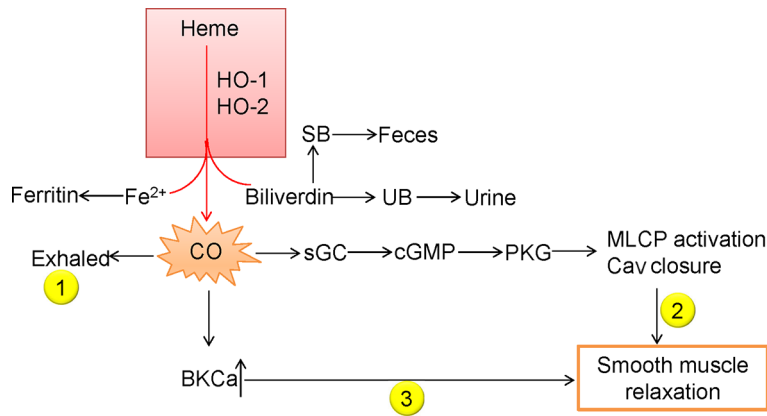 Heme
HO-1
HO-2
SB Feces
Ferritin Fe²⁺ Biliverdin UB Urine
Exhaled CO sGC cGMP PKG MLCP activation
Cav closure
1
2
BKCa
3
Smooth muscle
relaxation